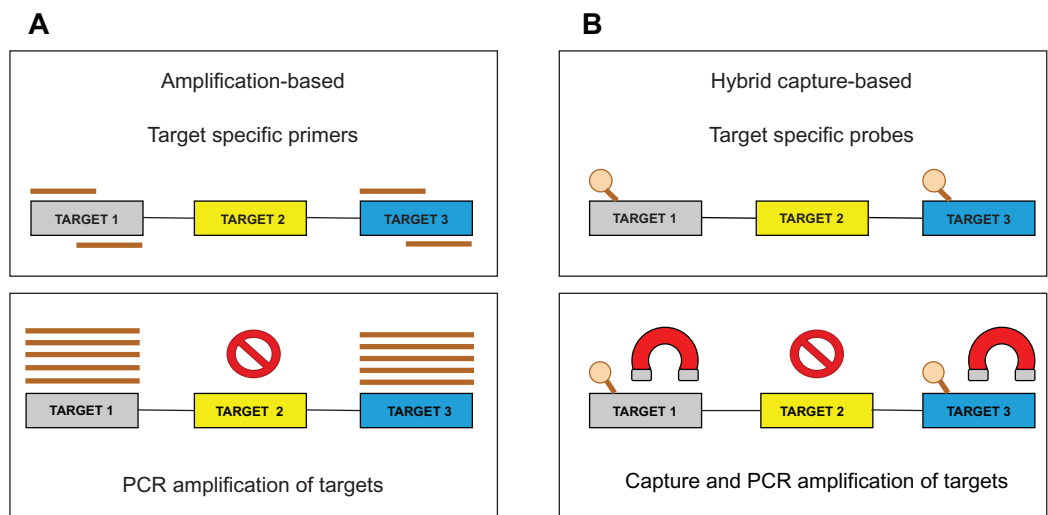 A
Amplification-based
Target specific primers
TARGET 1
TARGET 2
TARGET 3
TARGET 1
TARGET 2
TARGET 3
PCR amplification of targets
B
Hybrid capture-based
Target specific probes
TARGET 1
TARGET 2
TARGET 3
TARGET 1
TARGET 2
TARGET 3
Capture and PCR amplification of targets